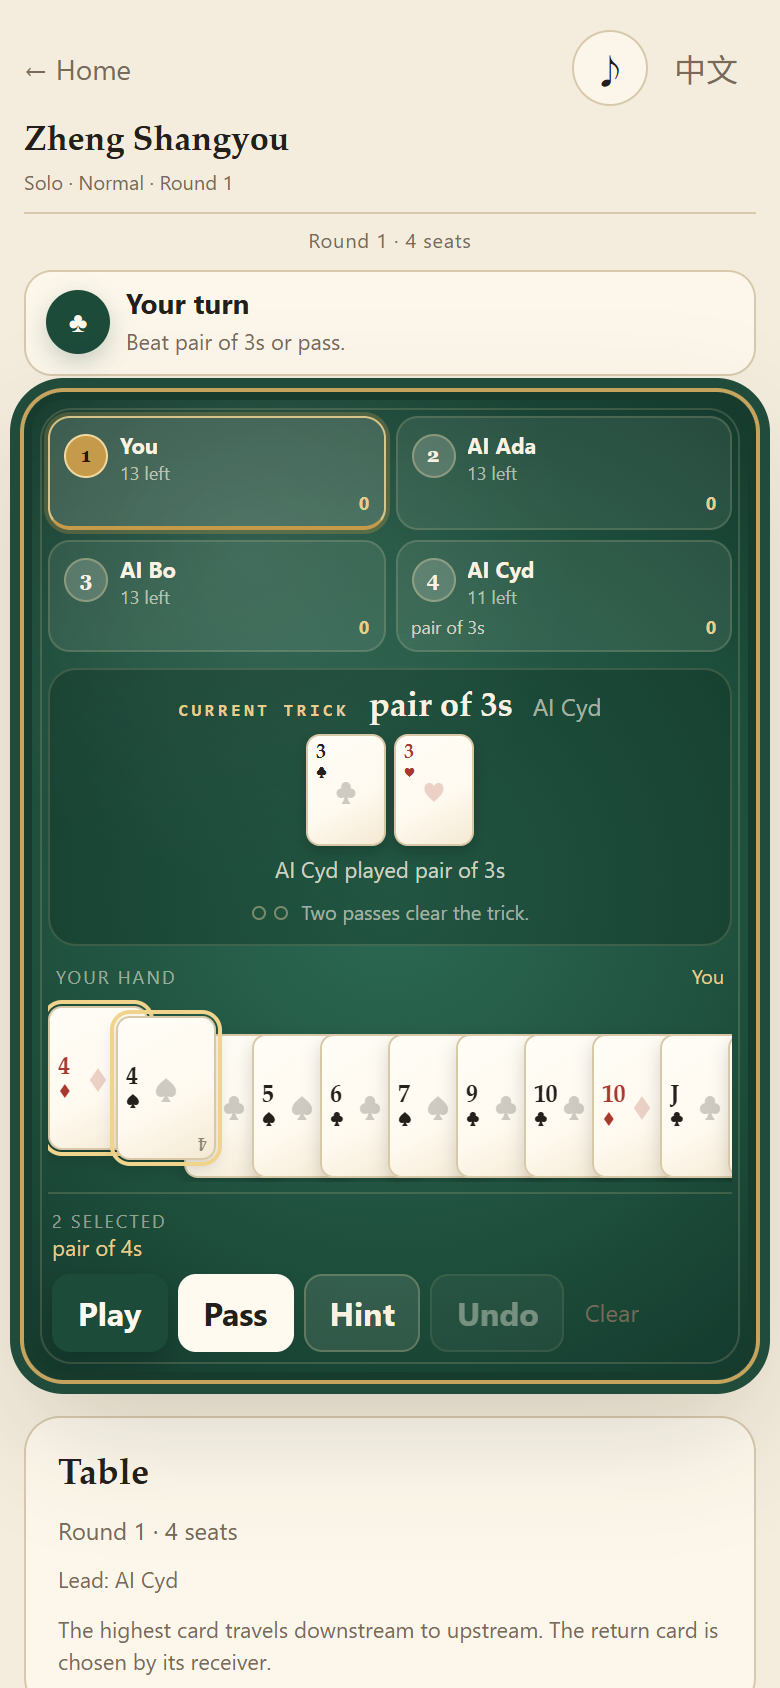 ← Home
中文
Zheng Shangyou
Solo · Normal · Round 1
Round 1 · 4 seats
Your turn
Beat pair of 3s or pass.
1
You
13 left
0
2
AI Ada
13 left
0
3
AI Bo
13 left
0
4
AI Cyd
11 left
pair of 3s
0
CURRENT TRICK pair of 3s AI Cyd
3
3
AI Cyd played pair of 3s
Two passes clear the trick.
YOUR HAND
You
4
4
4
5
6
7
9
10
10
J
2 SELECTED
pair of 4s
Play
Pass
Hint
Undo
Clear
Table
Round 1 · 4 seats
Lead: AI Cyd
The highest card travels downstream to upstream. The return card is
chosen by its receiver.